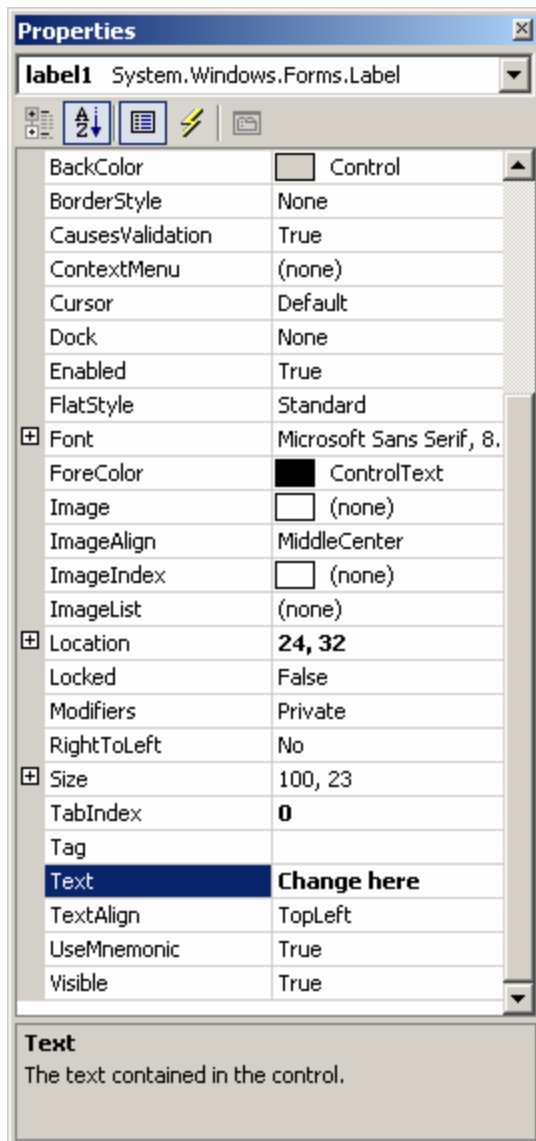 Properties
label1 System.Windows.Forms.Label
A
Z
BackColor Control
BorderStyle None
CausesValidation True
ContextMenu (none)
Cursor Default
Dock None
Enabled True
FlatStyle Standard
Font Microsoft Sans Serif, 8.
ForeColor ControlText
Image (none)
ImageAlign MiddleCenter
ImageIndex (none)
ImageList (none)
Location 24, 32
Locked False
Modifiers Private
RightToLeft No
Size 100, 23
TabIndex 0
Tag
Text Change here
TextAlign TopLeft
UseMnemonic True
Visible True
Text
The text contained in the control.